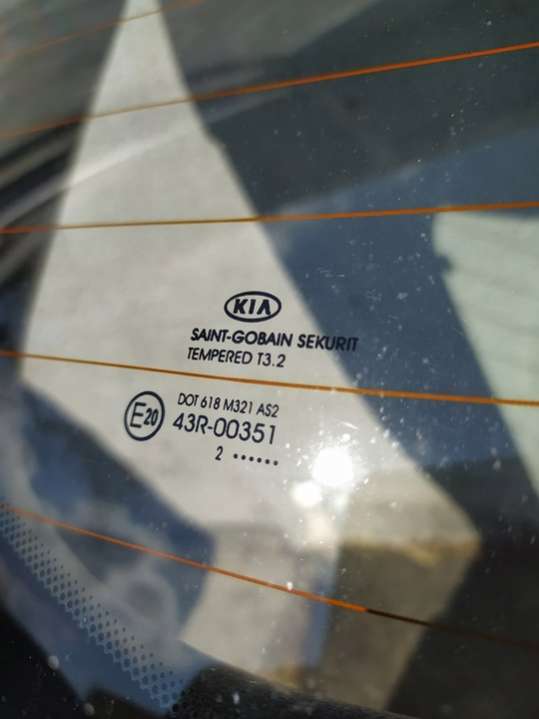 KIA
SAINT-GOBAIN SEKURIT
TEMPERED T3.2
DOT 618 M321 AS2
E20 43R-00351
2 ••••••